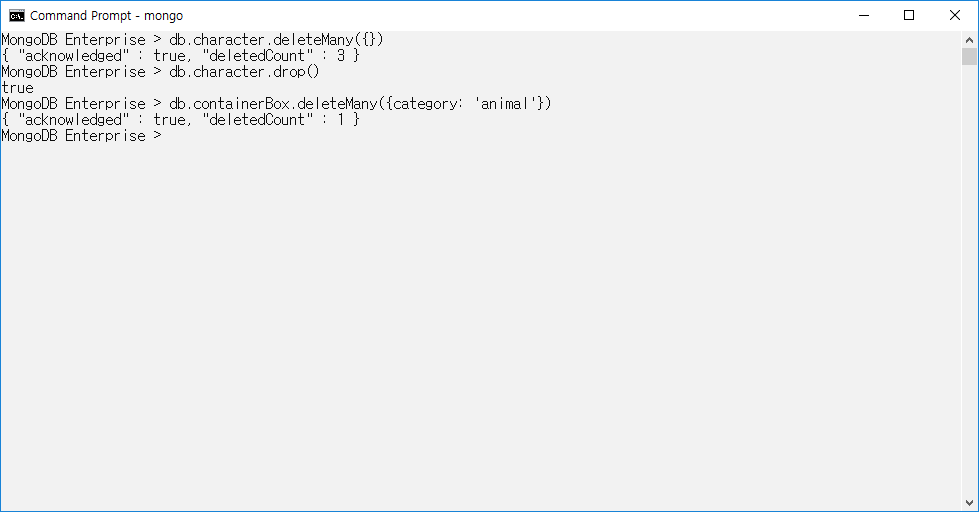 Command Prompt - mongo
MongoDB Enterprise > db.character.deleteMany({})
{ "acknowledged" : true, "deletedCount" : 3 }
MongoDB Enterprise > db.character.drop()
true
MongoDB Enterprise > db.containerBox.deleteMany({category: 'animal'})
{ "acknowledged" : true, "deletedCount" : 1 }
MongoDB Enterprise >